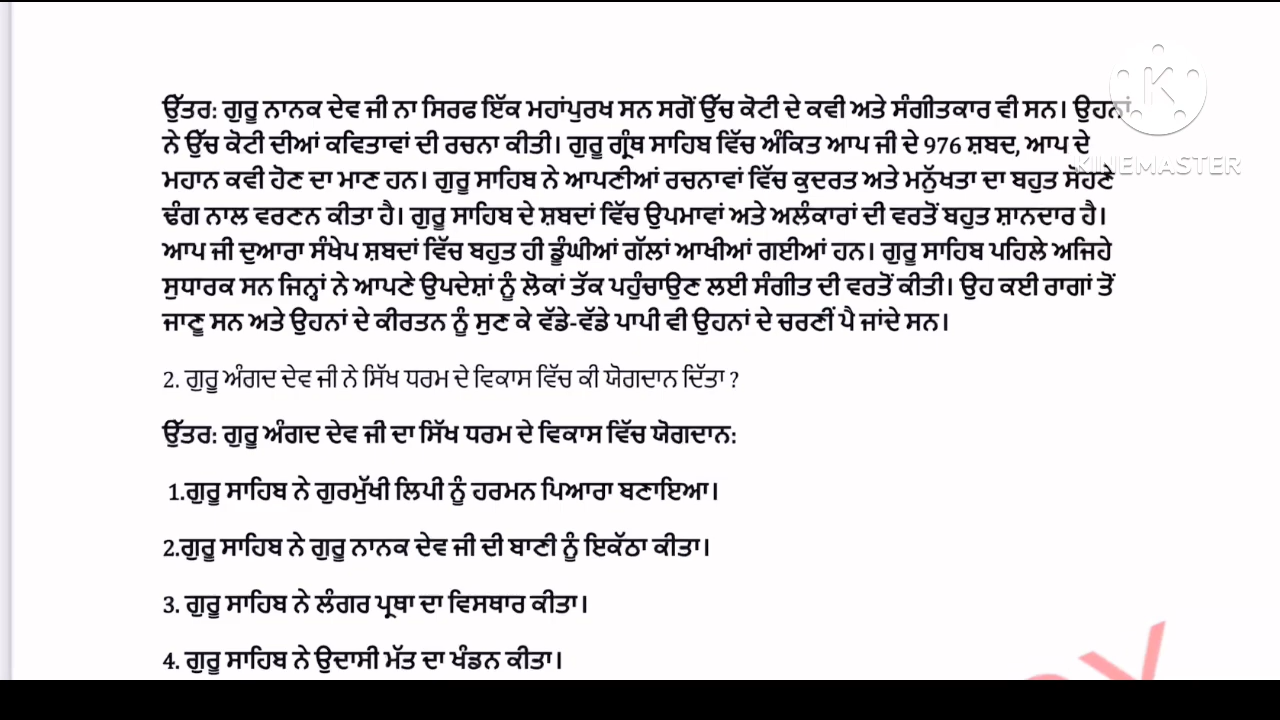 ਉੱਤਰ: ਗੁਰੂ ਨਾਨਕ ਦੇਵ ਜੀ ਨਾ ਸਿਰਫ ਇੱਕ ਮਹਾਂਪੁਰਖ ਸਨ ਸਗੋਂ ਉੱਚ ਕੋਟੀ ਦੇ ਕਵੀ ਅਤੇ ਸੰਗੀਤਕਾਰ ਵੀ ਸਨ। ਉਹਨਾਂ
ਨੇ ਉੱਚ ਕੋਟੀ ਦੀਆਂ ਕਵਿਤਾਵਾਂ ਦੀ ਰਚਨਾ ਕੀਤੀ। ਗੁਰੂ ਗ੍ਰੰਥ ਸਾਹਿਬ ਵਿੱਚ ਅੰਕਿਤ ਆਪ ਜੀ ਦੇ 976 ਸ਼ਬਦ, ਆਪ ਦੇ
ਮਹਾਨ ਕਵੀ ਹੋਣ ਦਾ ਮਾਣ ਹਨ। ਗੁਰੂ ਸਾਹਿਬ ਨੇ ਆਪਣੀਆਂ ਰਚਨਾਵਾਂ ਵਿੱਚ ਕੁਦਰਤ ਅਤੇ ਮਨੁੱਖਤਾ ਦਾ ਬਹੁਤ ਸੋਹਣੇ
ਢੰਗ ਨਾਲ ਵਰਣਨ ਕੀਤਾ ਹੈ। ਗੁਰੂ ਸਾਹਿਬ ਦੇ ਸ਼ਬਦਾਂ ਵਿੱਚ ਉਪਮਾਵਾਂ ਅਤੇ ਅਲੰਕਾਰਾਂ ਦੀ ਵਰਤੋਂ ਬਹੁਤ ਸ਼ਾਨਦਾਰ ਹੈ।
ਆਪ ਜੀ ਦੁਆਰਾ ਸੰਖੇਪ ਸ਼ਬਦਾਂ ਵਿੱਚ ਬਹੁਤ ਹੀ ਡੂੰਘੀਆਂ ਗੱਲਾਂ ਆਖੀਆਂ ਗਈਆਂ ਹਨ। ਗੁਰੂ ਸਾਹਿਬ ਪਹਿਲੇ ਅਜਿਹੇ
ਸੁਧਾਰਕ ਸਨ ਜਿਨ੍ਹਾਂ ਨੇ ਆਪਣੇ ਉਪਦੇਸ਼ਾਂ ਨੂੰ ਲੋਕਾਂ ਤੱਕ ਪਹੁੰਚਾਉਣ ਲਈ ਸੰਗੀਤ ਦੀ ਵਰਤੋਂ ਕੀਤੀ। ਉਹ ਕਈ ਰਾਗਾਂ ਤੋਂ
ਜਾਣੂ ਸਨ ਅਤੇ ਉਹਨਾਂ ਦੇ ਕੀਰਤਨ ਨੂੰ ਸੁਣ ਕੇ ਵੱਡੇ-ਵੱਡੇ ਪਾਪੀ ਵੀ ਉਹਨਾਂ ਦੇ ਚਰਣੀਂ ਪੈ ਜਾਂਦੇ ਸਨ।
K
KINEMASTER
2. ਗੁਰੂ ਅੰਗਦ ਦੇਵ ਜੀ ਨੇ ਸਿੱਖ ਧਰਮ ਦੇ ਵਿਕਾਸ ਵਿੱਚ ਕੀ ਯੋਗਦਾਨ ਦਿੱਤਾ ?
ਉੱਤਰ: ਗੁਰੂ ਅੰਗਦ ਦੇਵ ਜੀ ਦਾ ਸਿੱਖ ਧਰਮ ਦੇ ਵਿਕਾਸ ਵਿੱਚ ਯੋਗਦਾਨ:
1.ਗੁਰੂ ਸਾਹਿਬ ਨੇ ਗੁਰਮੁੱਖੀ ਲਿਪੀ ਨੂੰ ਹਰਮਨ ਪਿਆਰਾ ਬਣਾਇਆ।
2.ਗੁਰੂ ਸਾਹਿਬ ਨੇ ਗੁਰੂ ਨਾਨਕ ਦੇਵ ਜੀ ਦੀ ਬਾਣੀ ਨੂੰ ਇਕੱਠਾ ਕੀਤਾ।
3. ਗੁਰੂ ਸਾਹਿਬ ਨੇ ਲੰਗਰ ਪ੍ਰਥਾ ਦਾ ਵਿਸਥਾਰ ਕੀਤਾ।
4. ਗੁਰੂ ਸਾਹਿਬ ਨੇ ਉਦਾਸੀ ਮੱਤ ਦਾ ਖੰਡਨ ਕੀਤਾ।